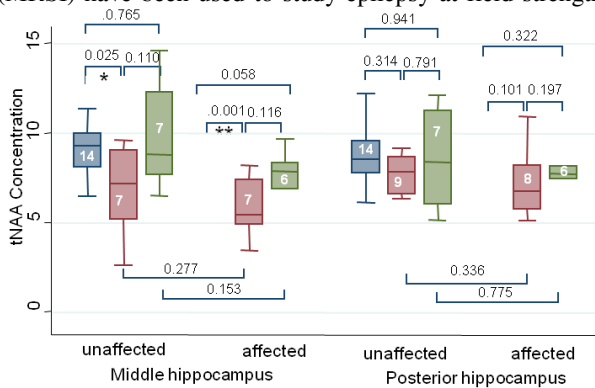 (MRSI) have been used to study epilepsy at field strengt
.0.765 0.941
15 0.025 0.110 0.314 0.791 0.322
* 0.058 0.101 0.197
.0.001 0.116
**
10
14 7 7 7 6 14 9 7 8 6
tNAA Concentration
5
0.277 0.336
0.153 0.775
0
unaffected affected unaffected affected
Middle hippocampus Posterior hippocampus